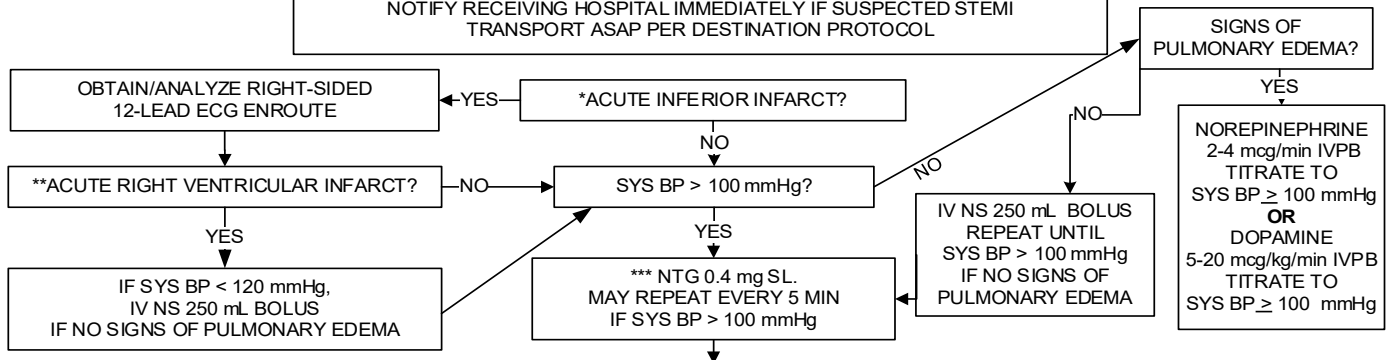 NOTIFY RECEIVING HOSPITAL IMMEDIATELY IF SUSPECTED STEMI
TRANSPORT ASAP PER DESTINATION PROTOCOL
SIGNS OF
PULMONARY EDEMA?
OBTAIN/ANALYZE RIGHT-SIDED
12-LEAD ECG ENROUTE
YES
*ACUTE INFERIOR INFARCT?
YES
NO
NO
NOREPINEPHRINE
2-4 mcg/min IVPB
TITRATE TO
SYS BP ≥ 100 mmHg
OR
DOPAMINE
5-20 mcg/kg/min IVPB
TITRATE TO
SYS BP ≥ 100 mmHg
**ACUTE RIGHT VENTRICULAR INFARCT?
NO
SYS BP > 100 mmHg?
NO
IV NS 250 mL BOLUS
REPEAT UNTIL
SYS BP > 100 mmHg
IF NO SIGNS OF
PULMONARY EDEMA
YES
YES
IF SYS BP < 120 mmHg,
IV NS 250 mL BOLUS
IF NO SIGNS OF PULMONARY EDEMA
*** NTG 0.4 mg SL.
MAY REPEAT EVERY 5 MIN
IF SYS BP > 100 mmHg